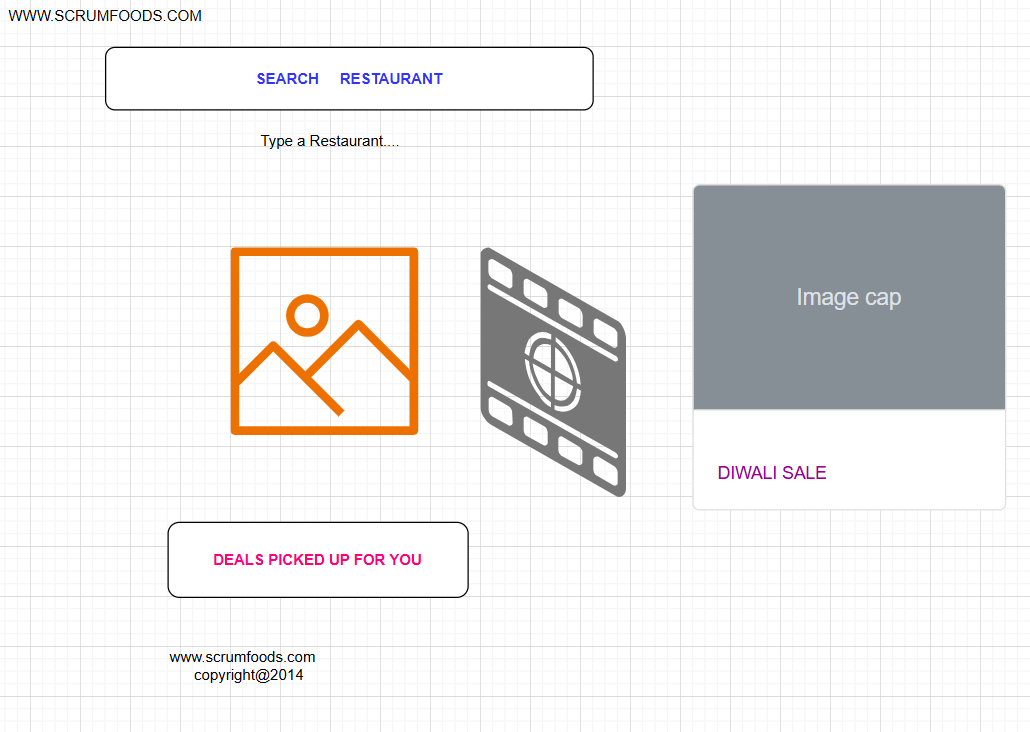 WWW.SCRUMFOODS.COM
SEARCH RESTAURANT
Type a Restaurant....
Image cap
DIWALI SALE
DEALS PICKED UP FOR YOU
www.scrumfoods.com
copyright@2014